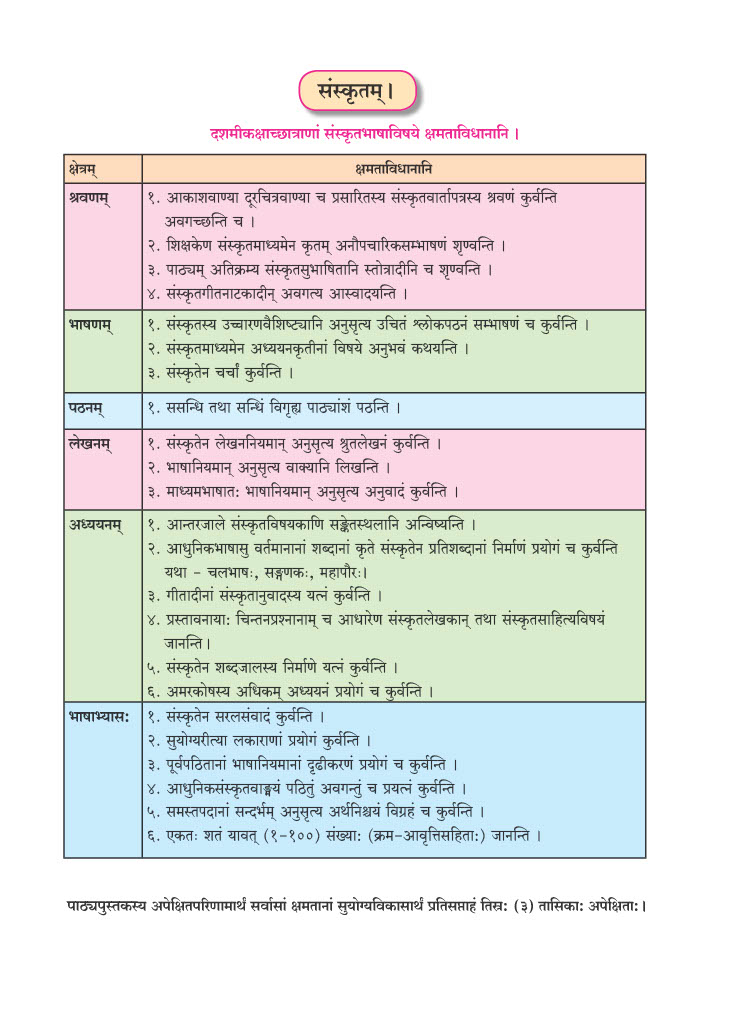 संस्कृतम्।
दशमीकक्षाच्छात्राणां संस्कृतभाषाविषये क्षमताविधानानि ।
क्षेत्रम् क्षमताविधानानि
श्रवणम् १. आकाशवाण्या दूरचित्रवाण्या च प्रसारितस्य संस्कृतवार्तापत्रस्य श्रवणं कुर्वन्ति
अवगच्छन्ति च ।
२. शिक्षकेण संस्कृतमाध्यमेन कृतम् अनौपचारिकसम्भाषणं शृण्वन्ति ।
३. पाठ्यम् अतिक्रम्य संस्कृतसुभाषितानि स्तोत्रादीनि च शृण्वन्ति ।
४. संस्कृतगीतनाटकादीन् अवगत्य आस्वादयन्ति ।
भाषणम् १. संस्कृतस्य उच्चारणवैशिष्ट्यानि अनुसृत्य उचितं श्लोकपठनं सम्भाषणं च कुर्वन्ति ।
२. संस्कृतमाध्यमेन अध्ययनकृतीनां विषये अनुभवं कथयन्ति ।
३. संस्कृतेन चर्चां कुर्वन्ति ।
पठनम् १. ससन्धि तथा सन्धिं विगृह्य पाठ्यांशं पठन्ति ।
लेखनम् १. संस्कृतेन लेखननियमान् अनुसृत्य श्रुतलेखनं कुर्वन्ति ।
२. भाषानियमान् अनुसृत्य वाक्यानि लिखन्ति ।
३. माध्यमभाषात: भाषानियमान् अनुसृत्य अनुवादं कुर्वन्ति ।
अध्ययनम् १. आन्तरजाले संस्कृतविषयकाणि सङ्केतस्थलानि अन्विष्यन्ति ।
२. आधुनिकभाषासु वर्तमानानां शब्दानां कृते संस्कृतेन प्रतिशब्दानां निर्माणं प्रयोगं च कुर्वन्ति
यथा - चलभाषः, सङ्गणकः, महापौरः।
३. गीतादीनां संस्कृतानुवादस्य यत्नं कुर्वन्ति ।
४. प्रस्तावनाया: चिन्तनप्रश्नानाम् च आधारेण संस्कृतलेखकान् तथा संस्कृतसाहित्यविषयं
जानन्ति।
५. संस्कृतेन शब्दजालस्य निर्माणे यत्नं कुर्वन्ति ।
६. अमरकोषस्य अधिकम् अध्ययनं प्रयोगं च कुर्वन्ति ।
भाषाभ्यास: १. संस्कृतेन सरलसंवादं कुर्वन्ति ।
२. सुयोग्यरीत्या लकाराणां प्रयोगं कुर्वन्ति ।
३. पूर्वपठितानां भाषानियमानां दृढीकरणं प्रयोगं च कुर्वन्ति ।
४. आधुनिकसंस्कृतवाङ्मयं पठितुं अवगन्तुं च प्रयत्नं कुर्वन्ति ।
५. समस्तपदानां सन्दर्भम् अनुसृत्य अर्थनिश्चयं विग्रहं च कुर्वन्ति ।
६. एकतः शतं यावत् (१-१००) संख्या: (क्रम-आवृत्तिसहिता:) जानन्ति ।
पाठ्यपुस्तकस्य अपेक्षितपरिणामार्थं सर्वासां क्षमतानां सुयोग्यविकासार्थं प्रतिसप्ताहं तिस्र: (३) तासिका: अपेक्षिता:।